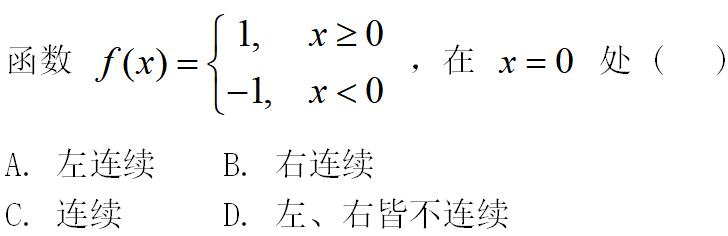 函数 f(x)={1, x≥0 -1, x<0 ，在 x=0 处（ ）
A. 左连续 B. 右连续
C. 连续 D. 左、右皆不连续